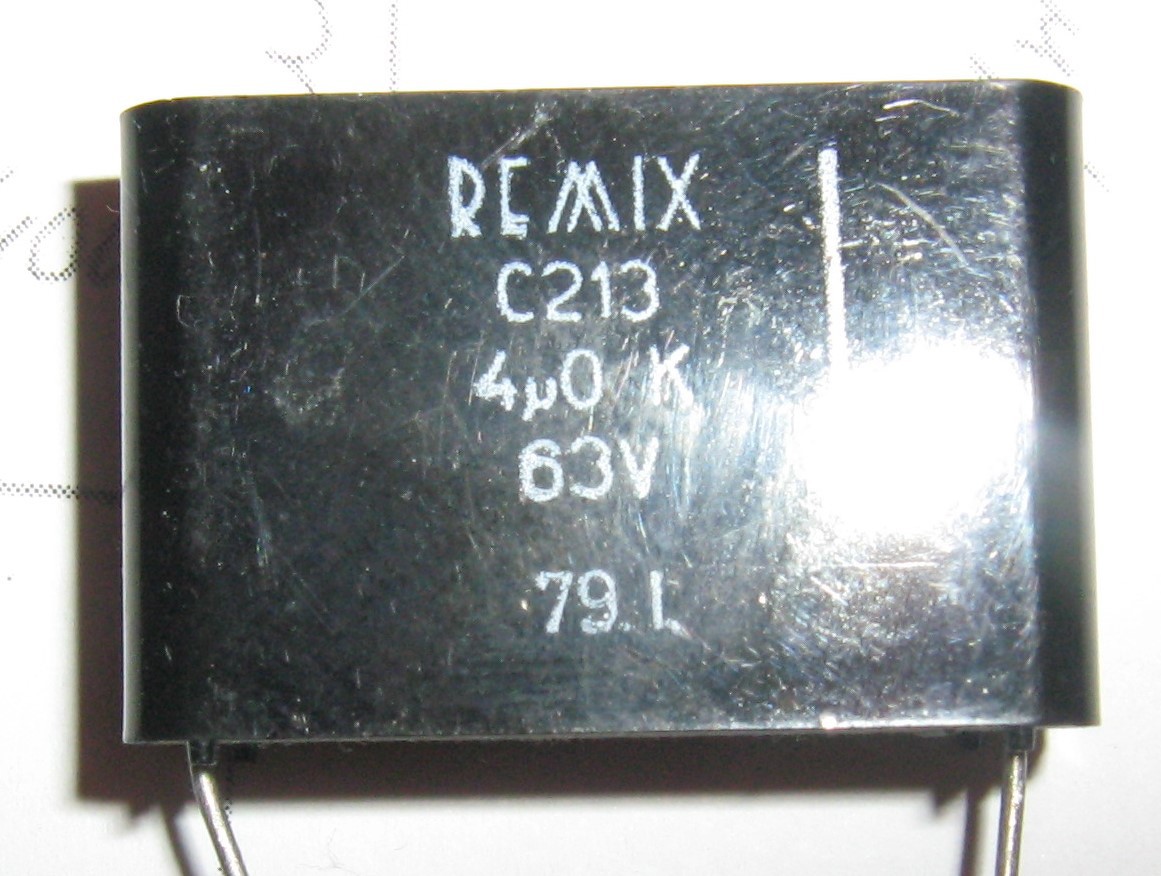 REMIX
C213
4µ0 K
63V
79. L